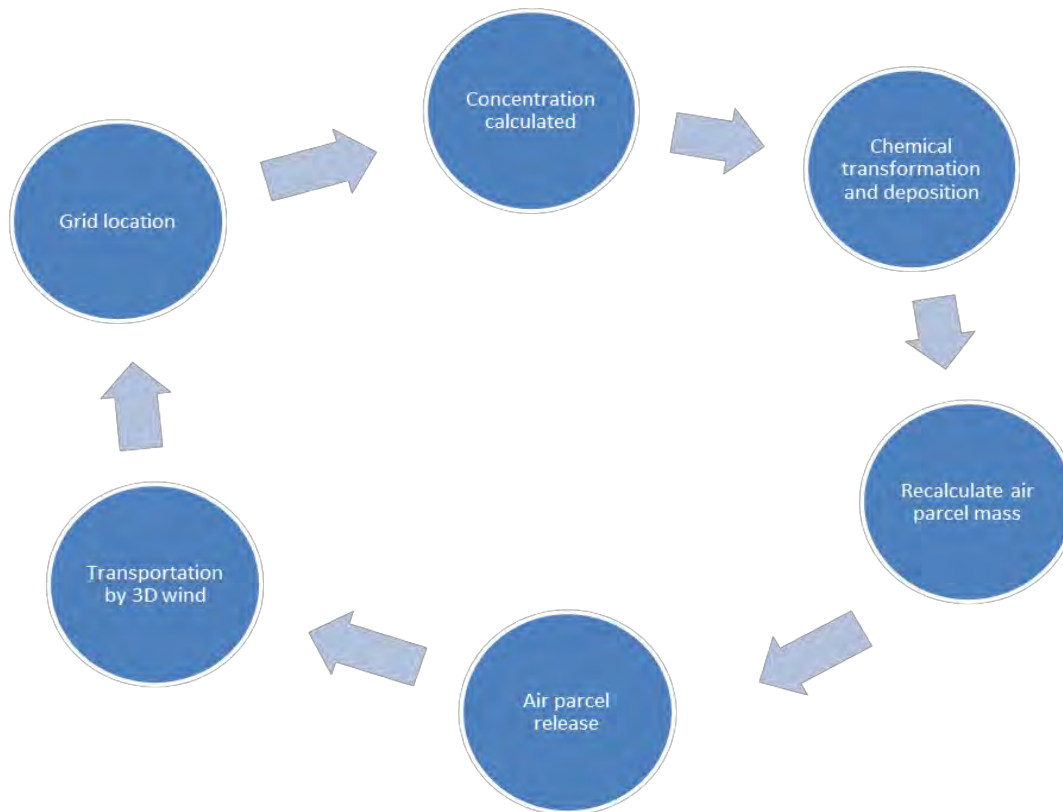 Concentration
calculated
Chemical
transformation
and deposition
Recalculate air
parcel mass
Air parcel
release
Transportation
by 3D wind
Grid location